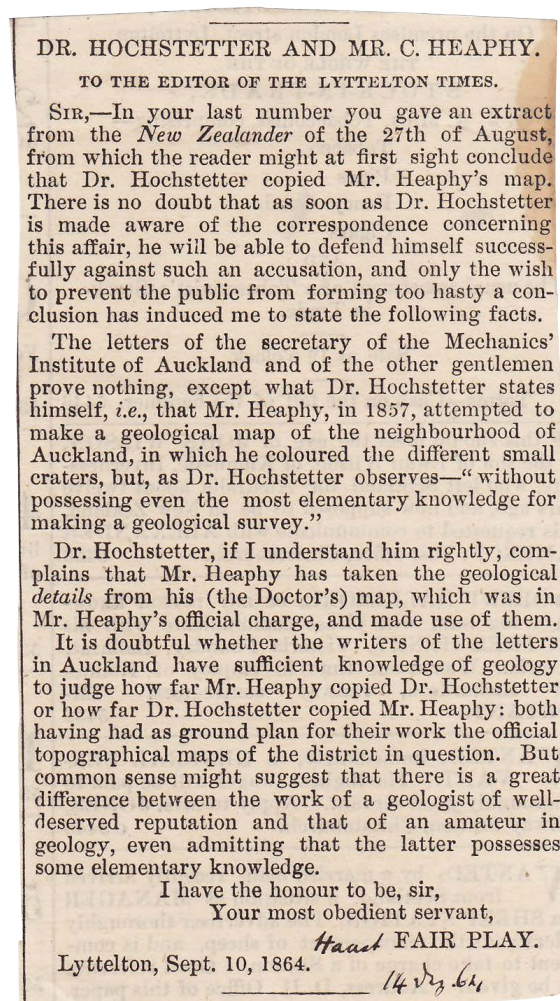 DR. HOCHSTETTER AND MR. C. HEAPHY.
TO THE EDITOR OF THE LYTTELTON TIMES.
SIR,—In your last number you gave an extract
from the New Zealander of the 27th of August,
from which the reader might at first sight conclude
that Dr. Hochstetter copied Mr. Heaphy's map.
There is no doubt that as soon as Dr. Hochstetter
is made aware of the correspondence concerning
this affair, he will be able to defend himself success-
fully against such an accusation, and only the wish
to prevent the public from forming too hasty a con-
clusion has induced me to state the following facts.
The letters of the secretary of the Mechanics'
Institute of Auckland and of the other gentlemen
prove nothing, except what Dr. Hochstetter states
himself, i.e., that Mr. Heaphy, in 1857, attempted to
make a geological map of the neighbourhood of
Auckland, in which he coloured the different small
craters, but, as Dr. Hochstetter observes—“without
possessing even the most elementary knowledge for
making a geological survey.”
Dr. Hochstetter, if I understand him rightly, com-
plains that Mr. Heaphy has taken the geological
details from his (the Doctor's) map, which was in
Mr. Heaphy's official charge, and made use of them.
It is doubtful whether the writers of the letters
in Auckland have sufficient knowledge of geology
to judge how far Mr. Heaphy copied Dr. Hochstetter
or how far Dr. Hochstetter copied Mr. Heaphy: both
having had as ground plan for their work the official
topographical maps of the district in question. But
common sense might suggest that there is a great
difference between the work of a geologist of well-
deserved reputation and that of an amateur in
geology, even admitting that the latter possesses
some elementary knowledge.
I have the honour to be, sir,
Your most obedient servant,
Haast FAIR PLAY.
Lyttelton, Sept. 10, 1864.
14 64